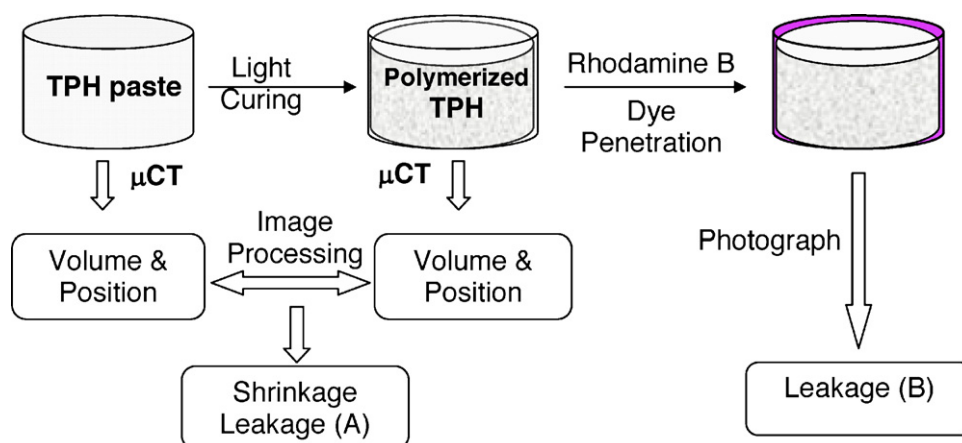 TPH paste
Light
Curing
Polymerized
TPH
Rhodamine B
Dye
Penetration
μCT
μCT
Image
Processing
Photograph
Volume &
Position
Volume &
Position
Shrinkage
Leakage (A)
Leakage (B)